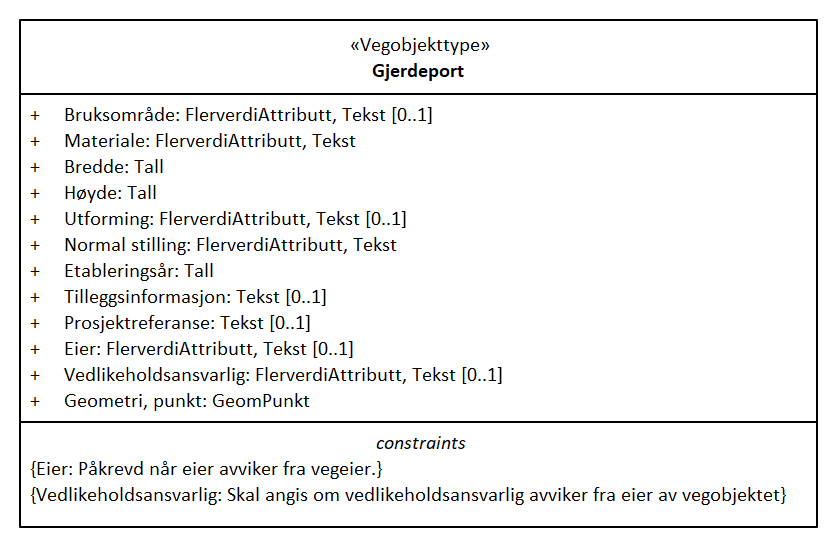 «Vegobjekttype»
Gjerdeport
+ Bruksområde: FlerverdiAttributt, Tekst [0..1]
+ Materiale: FlerverdiAttributt, Tekst
+ Bredde: Tall
+ Høyde: Tall
+ Utforming: FlerverdiAttributt, Tekst [0..1]
+ Normal stilling: FlerverdiAttributt, Tekst
+ Etableringsår: Tall
+ Tilleggsinformasjon: Tekst [0..1]
+ Prosjektreferanse: Tekst [0..1]
+ Eier: FlerverdiAttributt, Tekst [0..1]
+ Vedlikeholdsansvarlig: FlerverdiAttributt, Tekst [0..1]
+ Geometri, punkt: GeomPunkt
constraints
{Eier: Påkrevd når eier avviker fra vegeier.}
{Vedlikeholdsansvarlig: Skal angis om vedlikeholdsansvarlig avviker fra eier av vegobjektet}